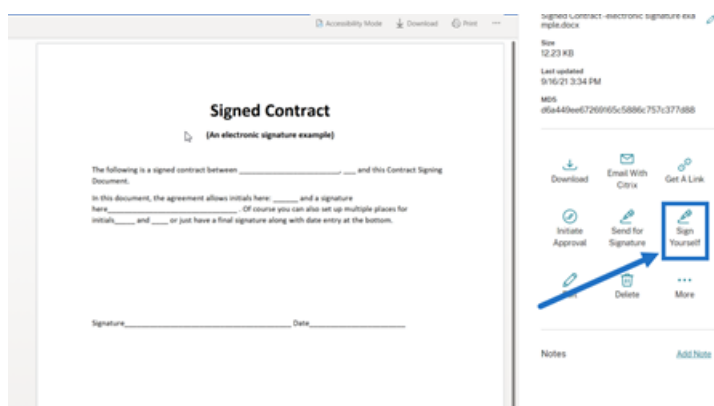 Accessibility Mode Download Print
Signed Contract
(An electronic signature example)
The following is a signed contract between ______________________, ___ and this Contract Signing
Document.
In this document, the agreement allows initials here: ______ and a signature
here____________________________. Of course you can also set up multiple places for
initials_____ and ____ or just have a final signature along with date entry at the bottom.
Signature____________________________________ Date_____________________
Signed Contract -electronic signature exa
mple.docx
Size
12.23 KB
Last updated
9/16/21 3:34 PM
MD5
Download
Email With
Citrix
Get A Link
Initiate
Approval
Send for
Signature
Sign
Yourself
Delete
More
Notes
Add Note